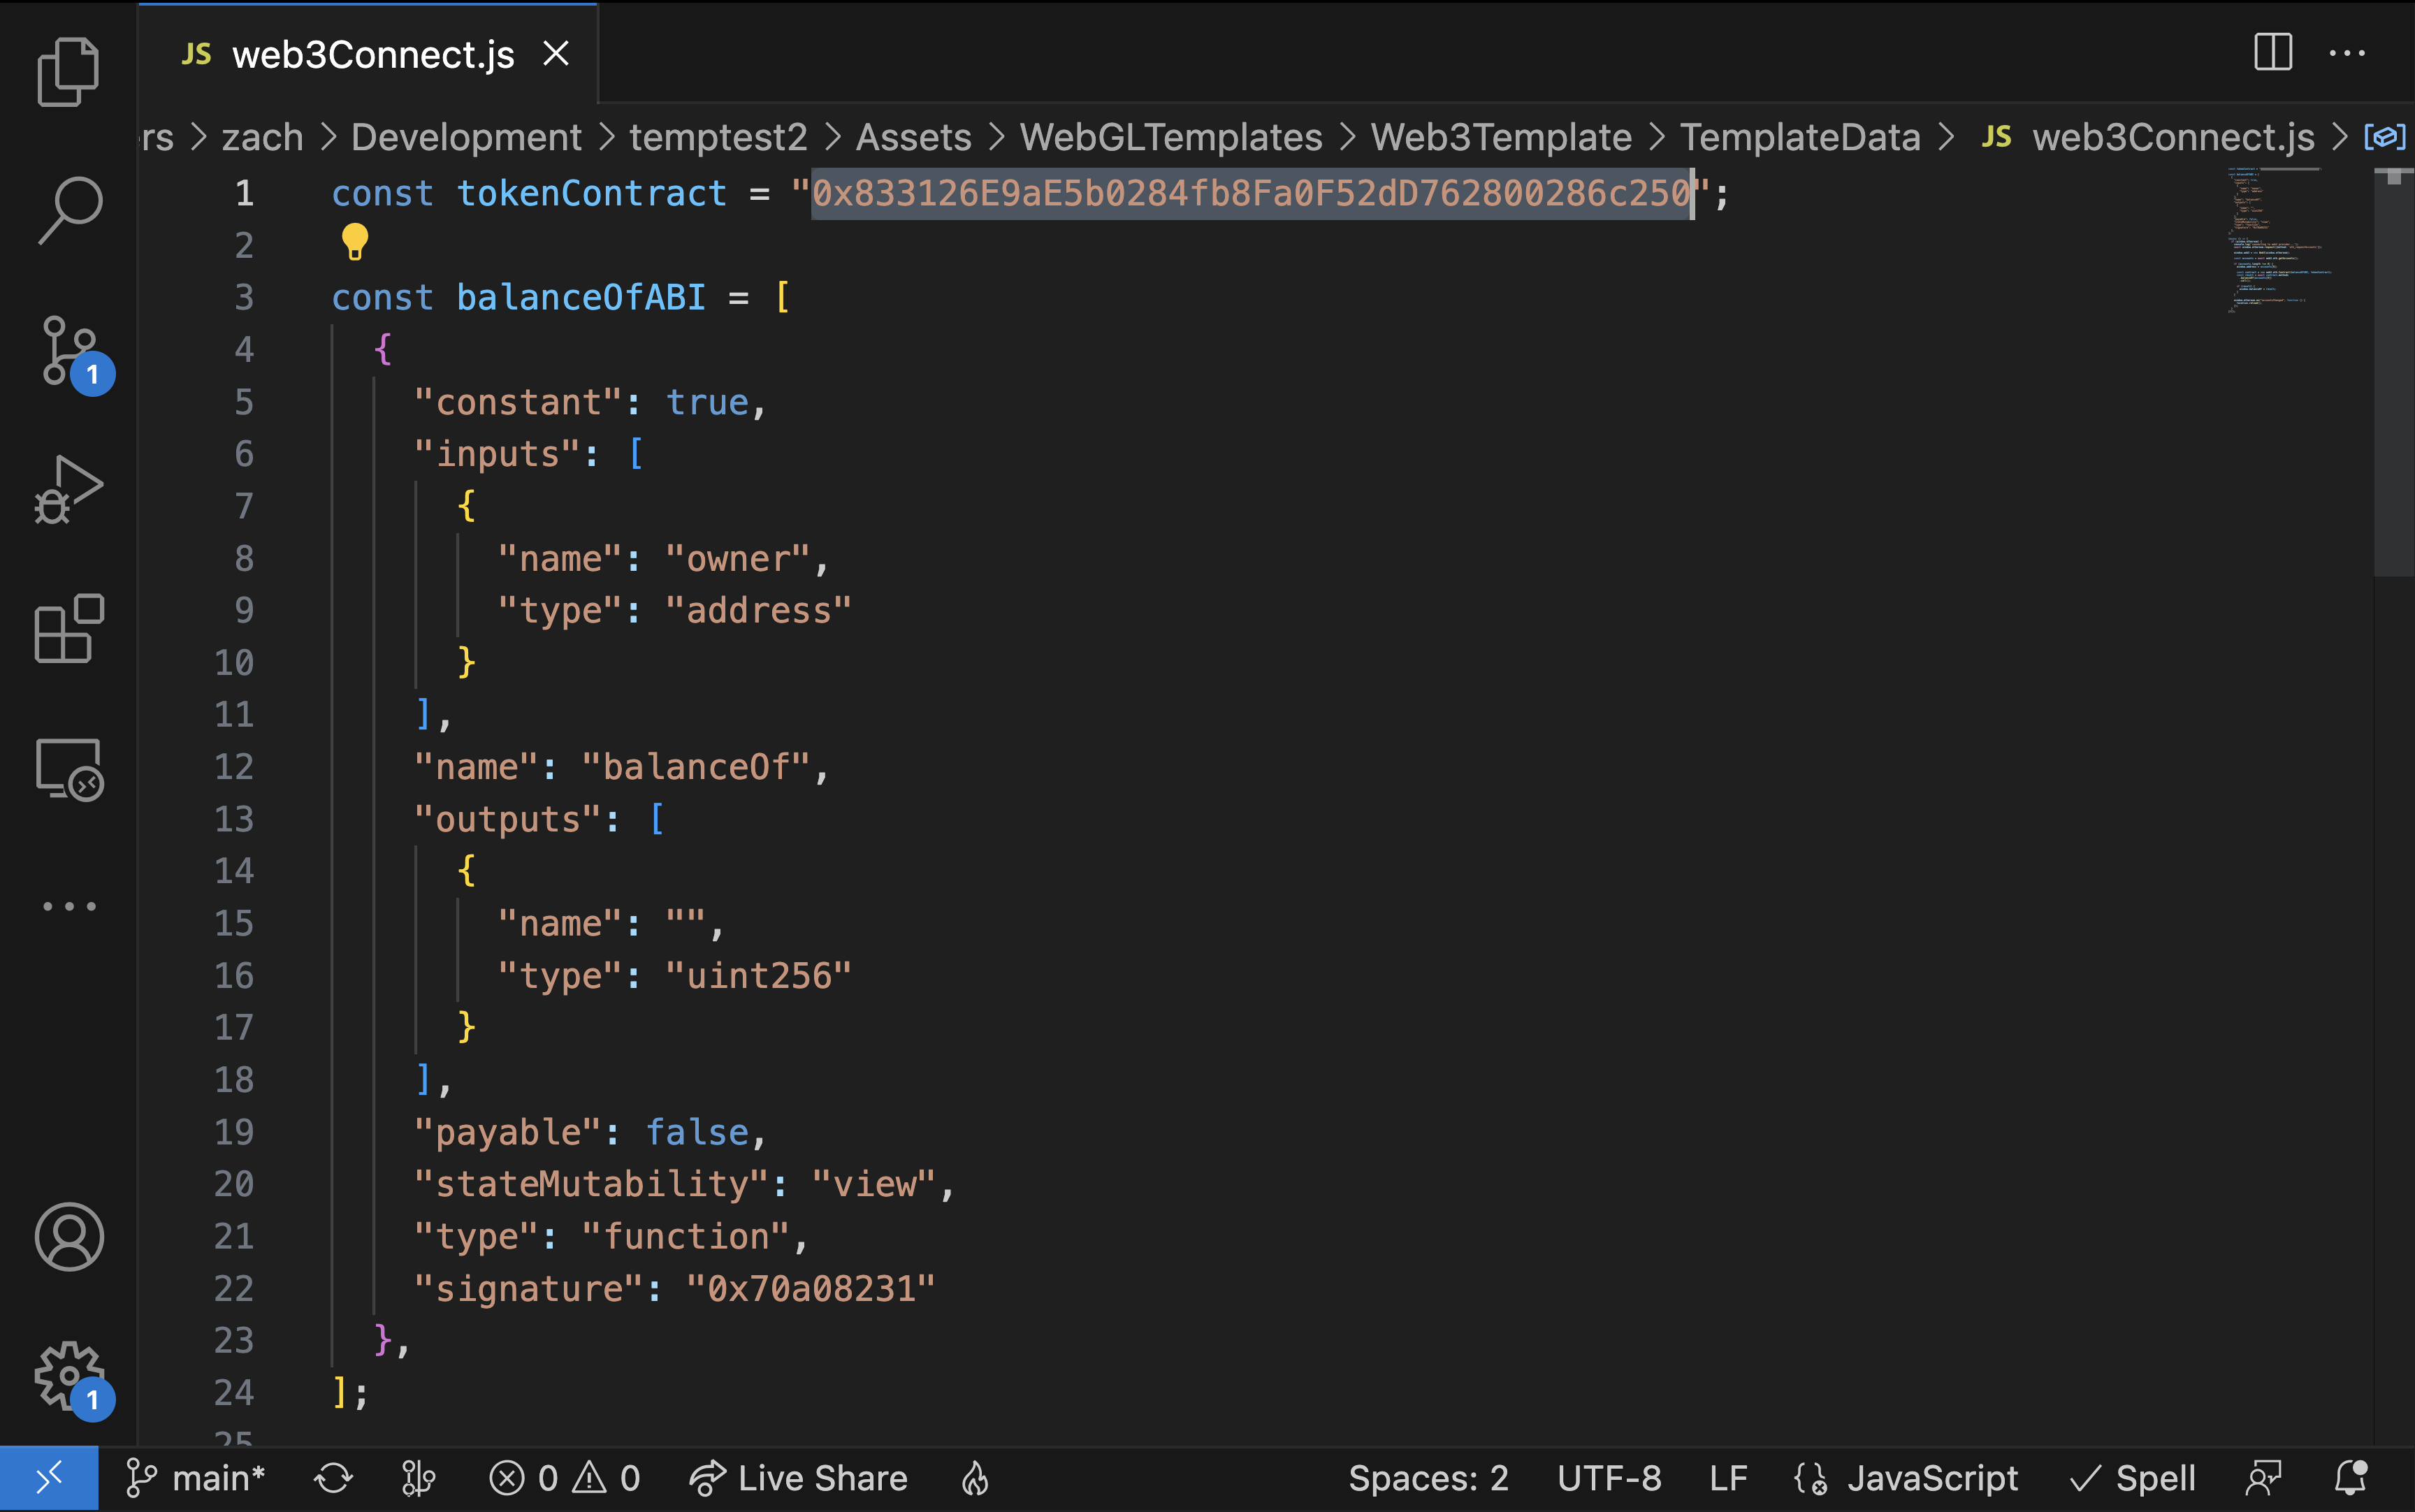 JS web3Connect.js
rs > zach > Development > temptest2 > Assets > WebGLTemplates > Web3Template > TemplateData > JS web3Connect.js >
1 const tokenContract = "0x833126E9aE5b0284fb8Fa0F52dD762800286c250";
2
3 const balanceOfABI = [
4 {
5 "constant": true,
6 "inputs": [
7 {
8 "name": "owner",
9 "type": "address"
10 }
11 ],
12 "name": "balanceOf",
13 "outputs": [
14 {
15 "name": "",
16 "type": "uint256"
17 }
18 ],
19 "payable": false,
20 "stateMutability": "view",
21 "type": "function",
22 "signature": "0x70a08231"
23 },
24 ];
25
1
1
main* 0 0 Live Share Spaces: 2 UTF-8 LF JavaScript Spell